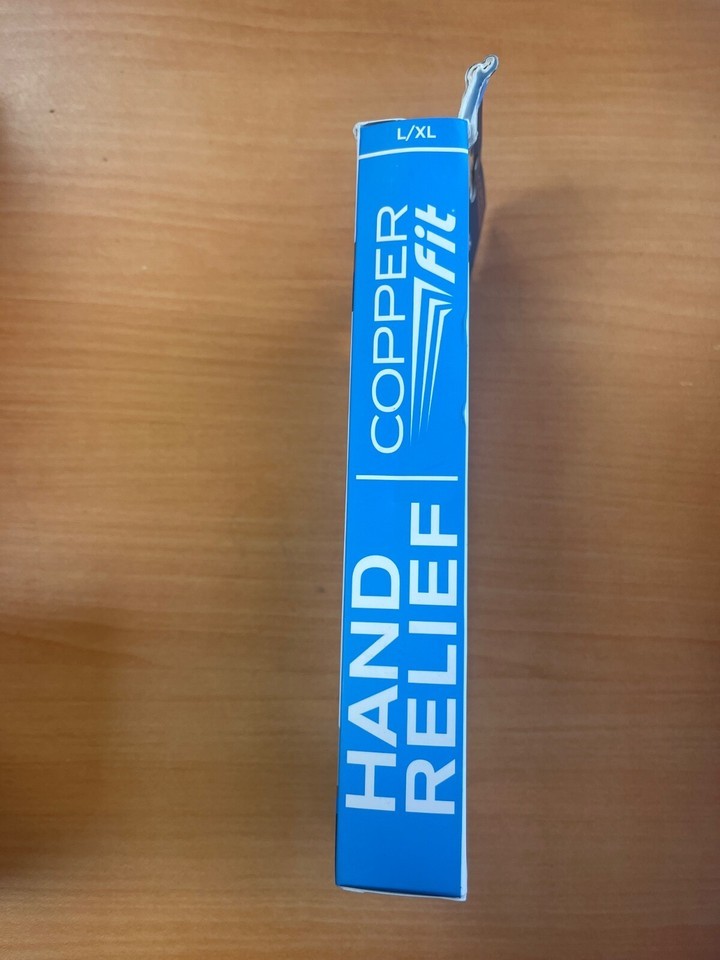 L/XL
COPPER
fit
HAND
RELIEF